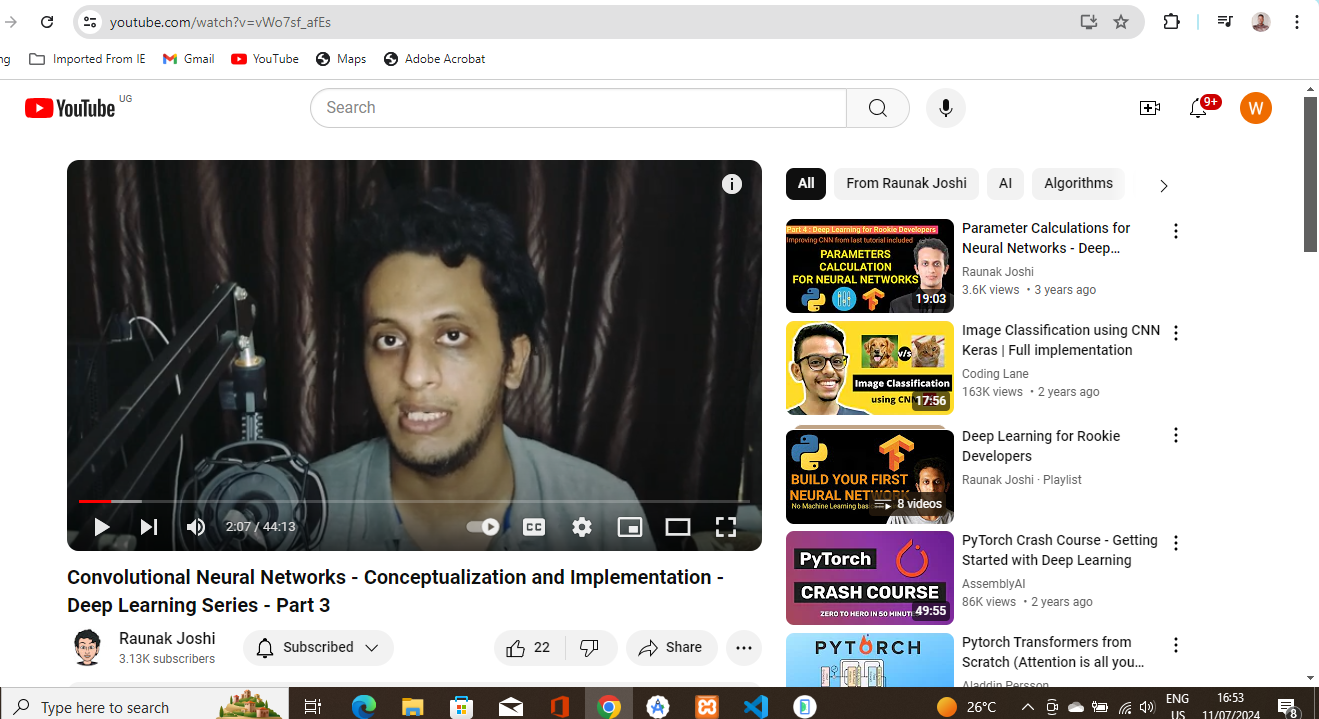 youtube.com/watch?v=vWo7sf_afEs
ng Imported From IE Gmail YouTube Maps Adobe Acrobat
YouTube UG
Search
9+
W
All From Raunak Joshi AI Algorithms
2:07 / 44:13
CC
Convolutional Neural Networks - Conceptualization and Implementation -
Deep Learning Series - Part 3
Raunak Joshi
3.13K subscribers
Subscribed
22
Share
Part 4 : Deep Learning for Rookie Developers
Improving CNN from last tutorial included
PARAMETERS
CALCULATION
FOR NEURAL NETWORKS
19:03
Parameter Calculations for
Neural Networks - Deep...
Raunak Joshi
3.6K views • 3 years ago
v/s
Image Classification
using CNN
17:56
Image Classification using CNN
Keras | Full implementation
Coding Lane
163K views • 2 years ago
BUILD YOUR FIRST
NEURAL NETWORK
No Machine Learning
8 videos
Deep Learning for Rookie
Developers
Raunak Joshi · Playlist
PyTorch
CRASH COURSE
ZERO TO HERO IN 50 MINUT
49:55
PyTorch Crash Course - Getting
Started with Deep Learning
AssemblyAI
86K views • 2 years ago
PYTORCH
Pytorch Transformers from
Scratch (Attention is all you...
Aladdin Persson
Type here to search
26°C
ENG
US
16:53
11/07/2024
8